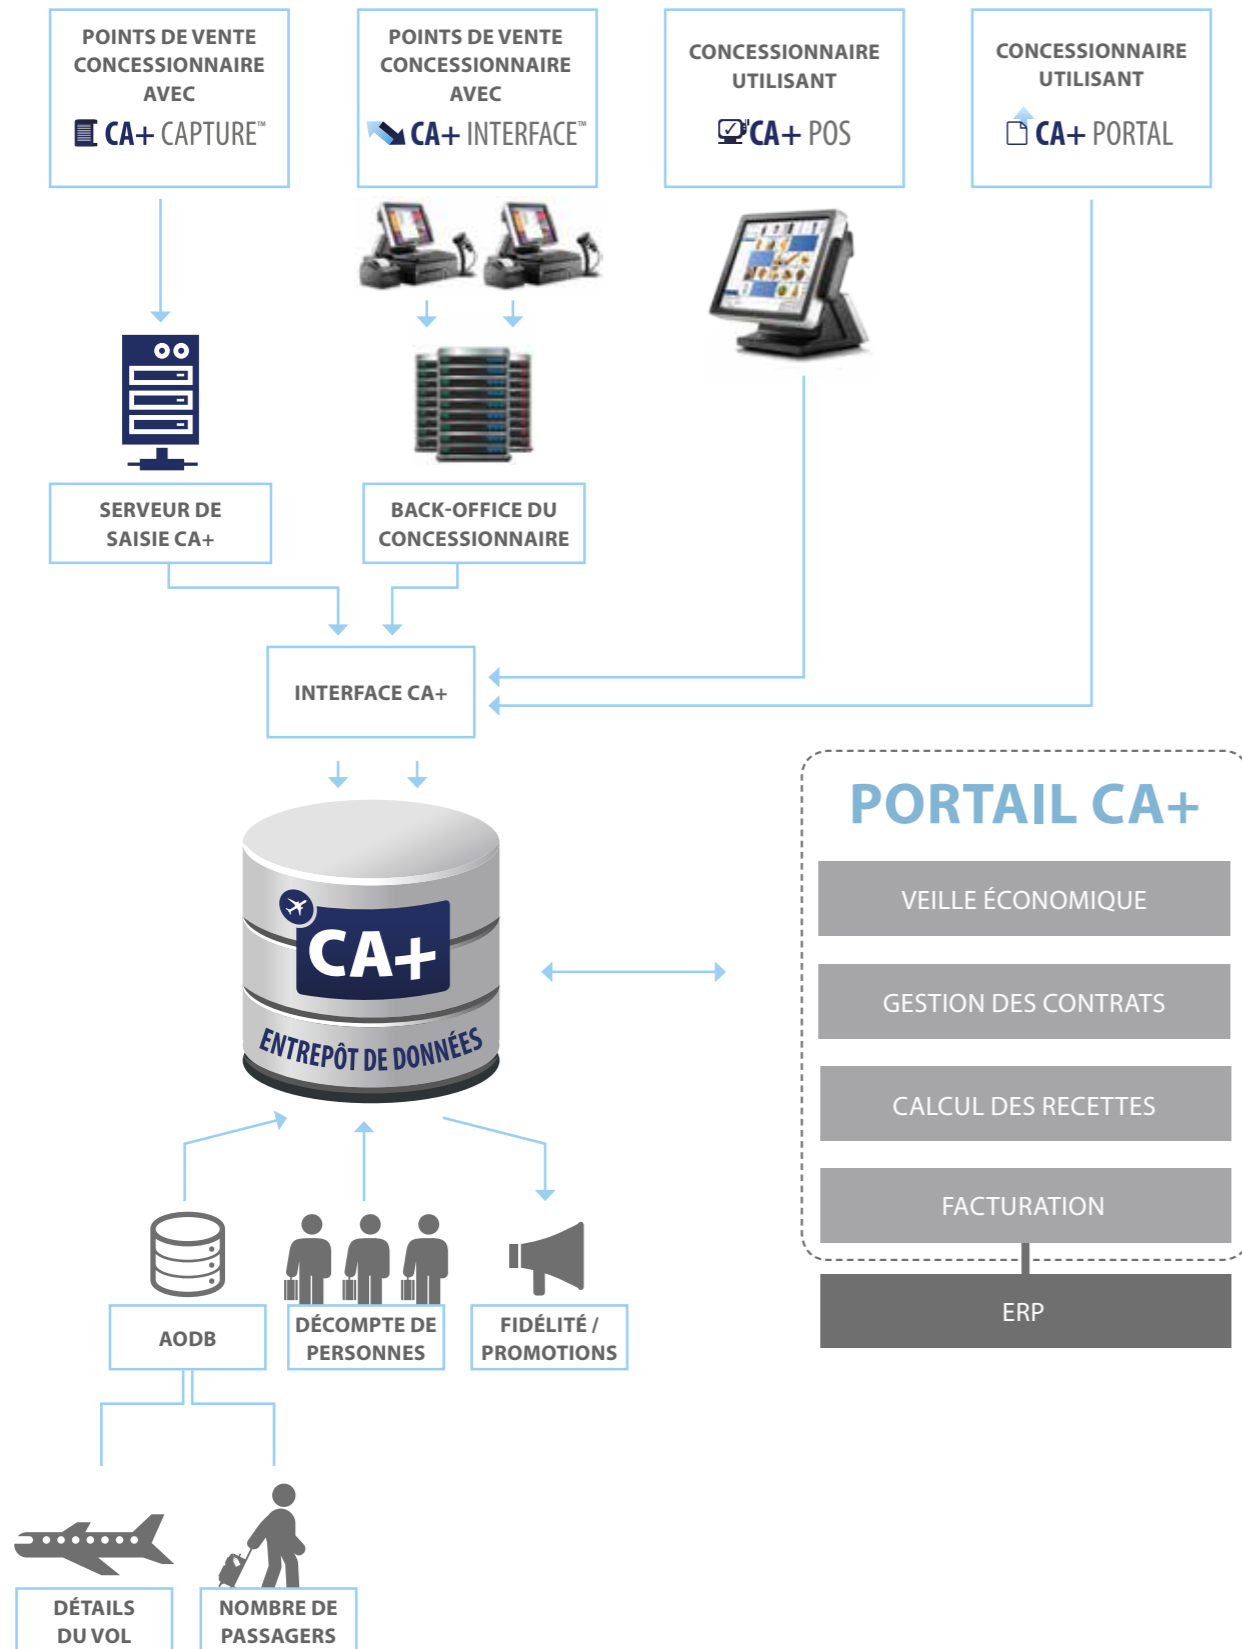 POINTS DE VENTE
CONCESSIONNAIRE
AVEC
CA+ CAPTURE™
POINTS DE VENTE
CONCESSIONNAIRE
AVEC
CA+ INTERFACE™
CONCESSIONNAIRE
UTILISANT
CA+ POS
CONCESSIONNAIRE
UTILISANT
CA+ PORTAL
SERVEUR DE
SAISIE CA+
BACK-OFFICE DU
CONCESSIONNAIRE
INTERFACE CA+
CA+
ENTREPÔT DE DONNÉES
PORTAIL CA+
VEILLE ÉCONOMIQUE
GESTION DES CONTRATS
CALCUL DES RECETTES
FACTURATION
ERP
AODB
DÉCOMPTE DE
PERSONNES
FIDÉLITÉ /
PROMOTIONS
DÉTAILS
DU VOL
NOMBRE DE
PASSAGERS